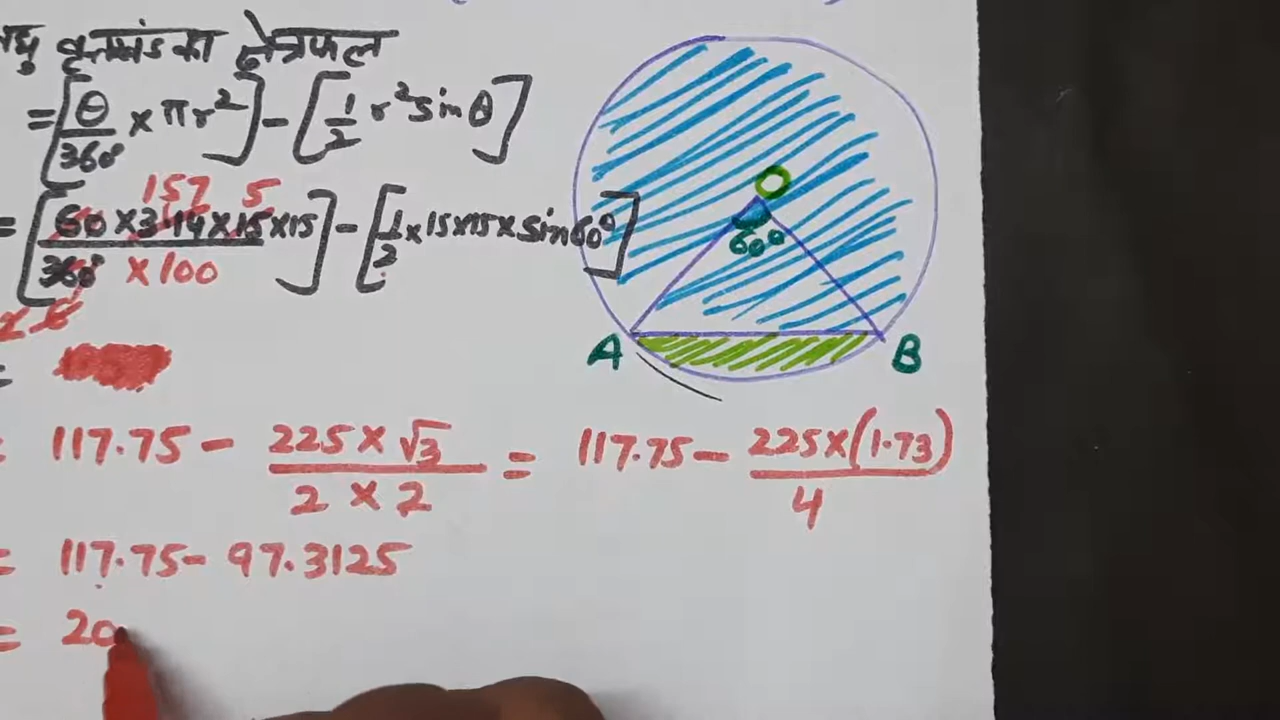 लघु वृत्तखंड का क्षेत्रफल
= [θ/360° × πr²] - [1/2 r² sin θ]
157 5
= [60 × 3.14 × 15 × 15 / 360° × 100] - [1/2 × 15 × 15 × sin 60°]
=
O
60°
A B
= 117.75 - 225 × √3 / 2 × 2 = 117.75 - 225 × (1.73) / 4
= 117.75 - 97.3125
= 20